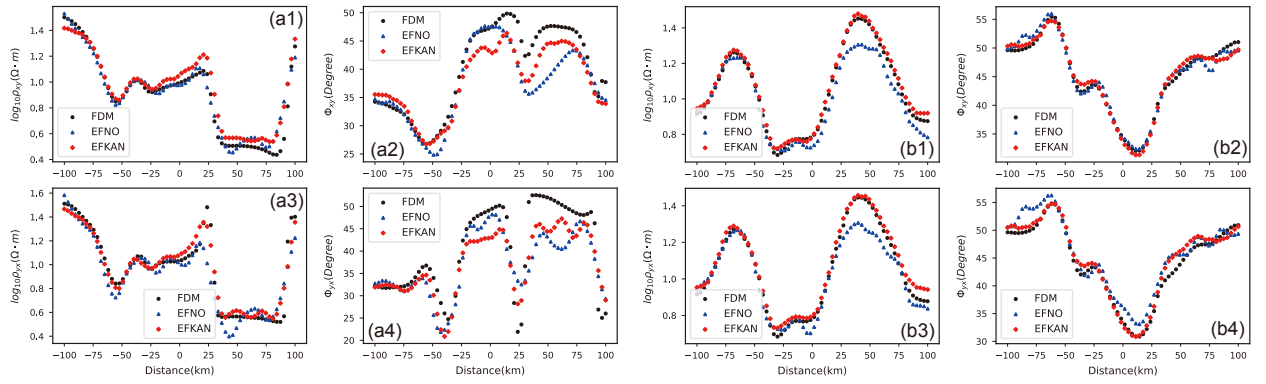 (a1)
log₁₀ρxy(Ω•m)
1.4
1.2
1.0
0.8
0.6
0.4
FDM
EFNO
EFKAN
−100 −75 −50 −25 0 25 50 75 100
(a2)
Φxy(Degree)
50
45
40
35
30
25
FDM
EFNO
EFKAN
−100 −75 −50 −25 0 25 50 75 100
(b1)
log₁₀ρxy(Ω•m)
1.4
1.2
1.0
0.8
FDM
EFNO
EFKAN
−100 −75 −50 −25 0 25 50 75 100
(b2)
Φxy(Degree)
55
50
45
40
35
FDM
EFNO
EFKAN
−100 −75 −50 −25 0 25 50 75 100
(a3)
log₁₀ρyx(Ω•m)
1.6
1.4
1.2
1.0
0.8
0.6
0.4
FDM
EFNO
EFKAN
−100 −75 −50 −25 0 25 50 75 100
Distance(km)
(a4)
Φyx(Degree)
50
45
40
35
30
25
20
FDM
EFNO
EFKAN
−100 −75 −50 −25 0 25 50 75 100
Distance(km)
(b3)
log₁₀ρyx(Ω•m)
1.4
1.2
1.0
0.8
FDM
EFNO
EFKAN
−100 −75 −50 −25 0 25 50 75 100
Distance(km)
(b4)
Φyx(Degree)
55
50
45
40
35
30
FDM
EFNO
EFKAN
−100 −75 −50 −25 0 25 50 75 100
Distance(km)